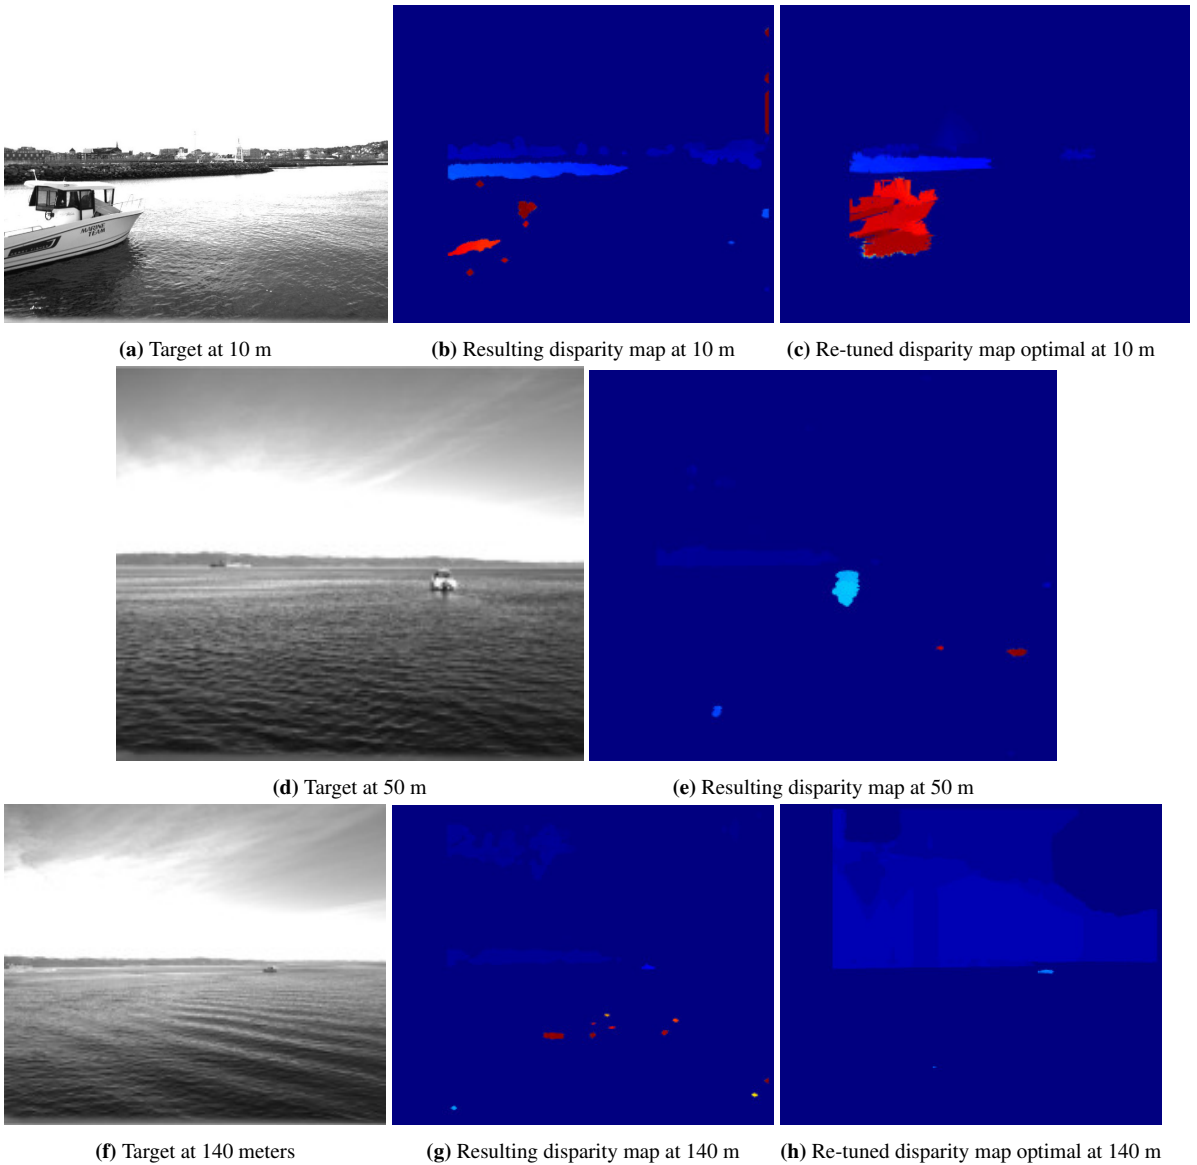 MARINE
TEAM
(a) Target at 10 m
(b) Resulting disparity map at 10 m
(c) Re-tuned disparity map optimal at 10 m
(d) Target at 50 m
(e) Resulting disparity map at 50 m
(f) Target at 140 meters
(g) Resulting disparity map at 140 m
(h) Re-tuned disparity map optimal at 140 m